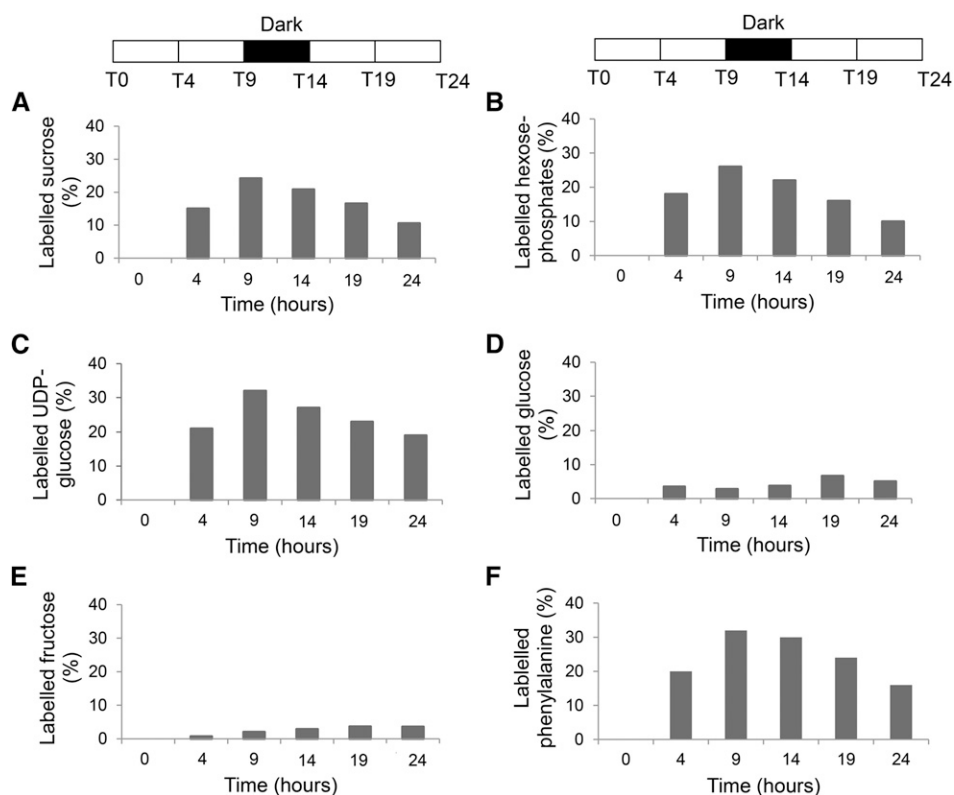 Dark
T0 T4 T9 T14 T19 T24
Dark
T0 T4 T9 T14 T19 T24
A
Labelled sucrose
(%)
40
30
20
10
0
0 4 9 14 19 24
Time (hours)
B
Labelled hexose-
phosphates (%)
40
30
20
10
0
0 4 9 14 19 24
Time (hours)
C
Labelled UDP-
glucose (%)
40
30
20
10
0
0 4 9 14 19 24
Time (hours)
D
Labelled glucose
(%)
40
30
20
10
0
0 4 9 14 19 24
Time (hours)
E
Labelled fructose
(%)
40
30
20
10
0
0 4 9 14 19 24
Time (hours)
F
Lablelled
phenylalanine (%)
40
30
20
10
0
0 4 9 14 19 24
Time (hours)